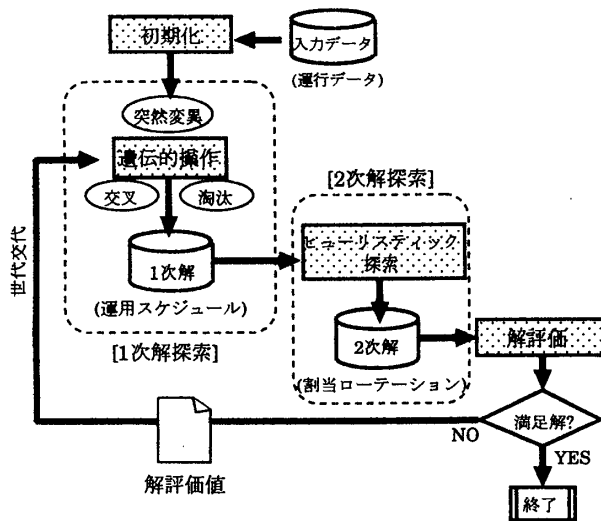 初期化
入力データ
(運行データ)
突然変異
遺伝的操作
交叉
淘汰
1次解
(運用スケジュール)
[1次解探索]
[2次解探索]
ヒューリスティック
探索
2次解
(割当ローテーション)
解評価
満足解?
NO
YES
終了
解評価値
世代交代